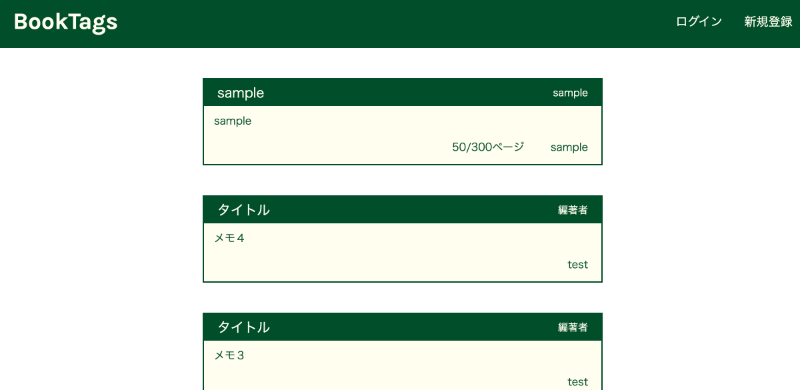 BookTags ログイン 新規登録
sample sample
sample
50/300ページ sample
タイトル 編著者
メモ４
test
タイトル 編著者
メモ３
test